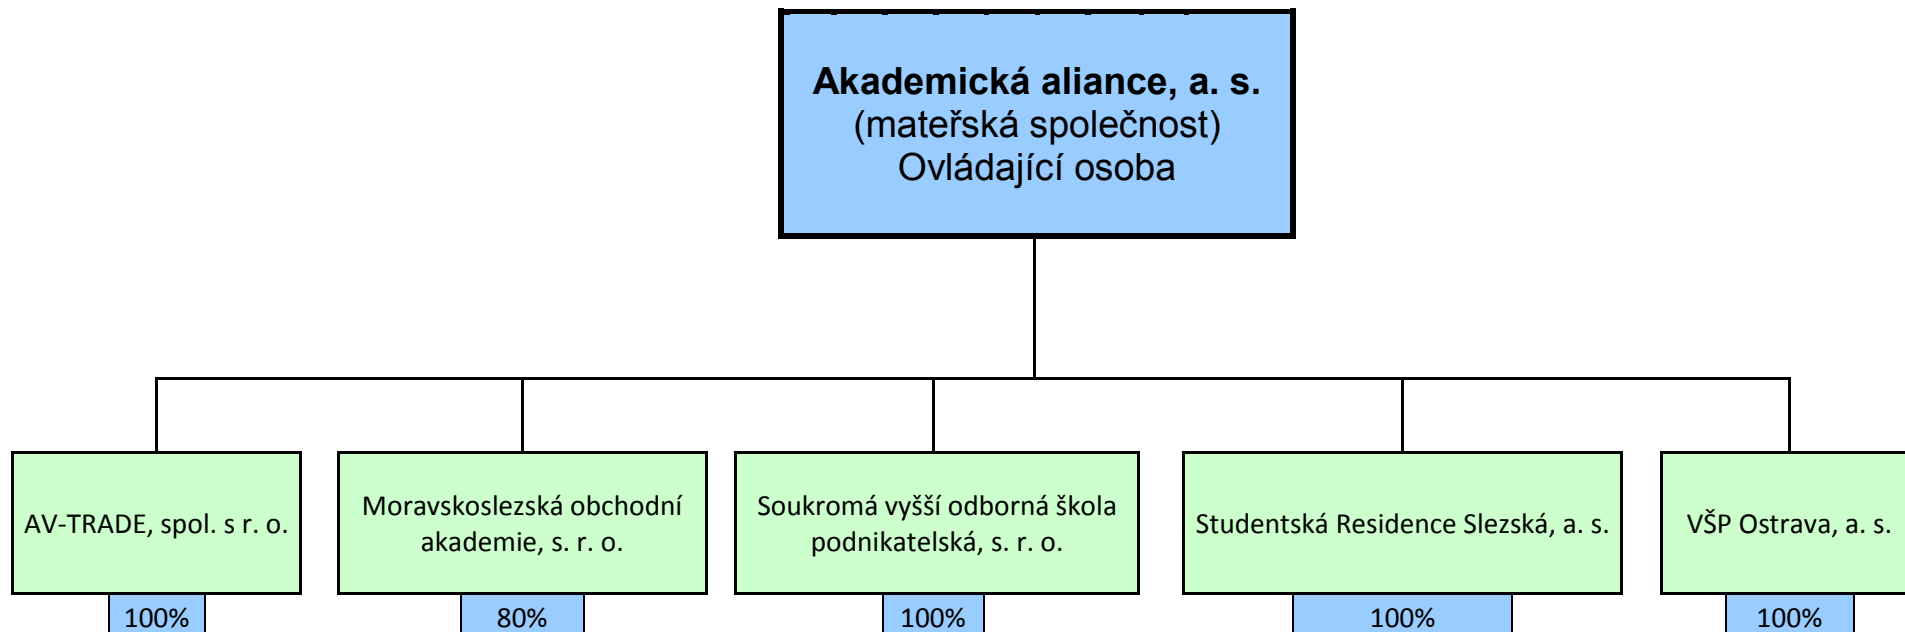 Akademická aliance, a. s.
(mateřská společnost)
Ovládající osoba
AV-TRADE, spol. s r. o.
Moravskoslezská obchodní
akademie, s. r. o.
Soukromá vyšší odborná škola
podnikatelská, s. r. o.
Studentská Residence Slezská, a. s.
VŠP Ostrava, a. s.
100%
80%
100%
100%
100%